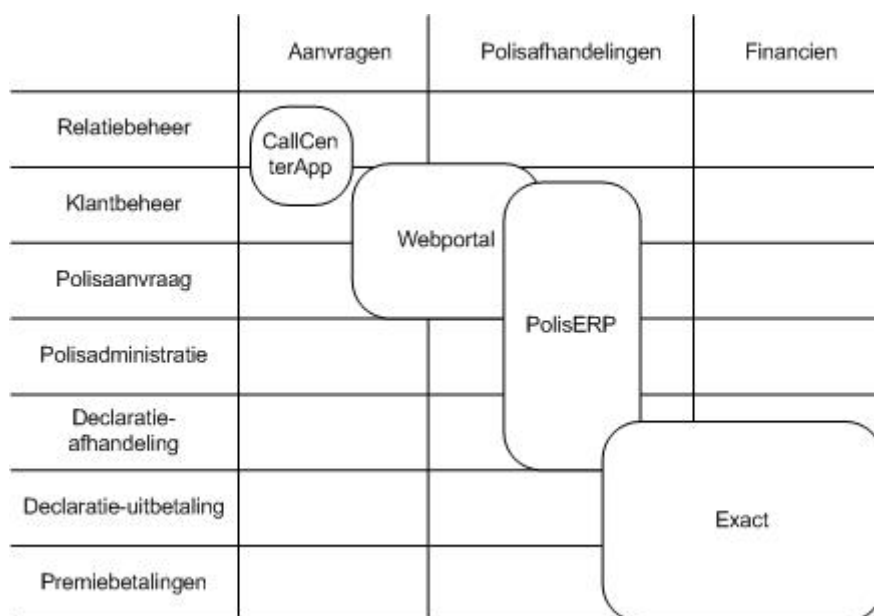 Aanvragen Polisafhandelingen Financien
Relatiebeheer
CallCen
terApp
Klantbeheer
Webportal
Polisaanvraag
PolisERP
Polisadministratie
Declaratie-
afhandeling
Declaratie-uitbetaling
Exact
Premiebetalingen